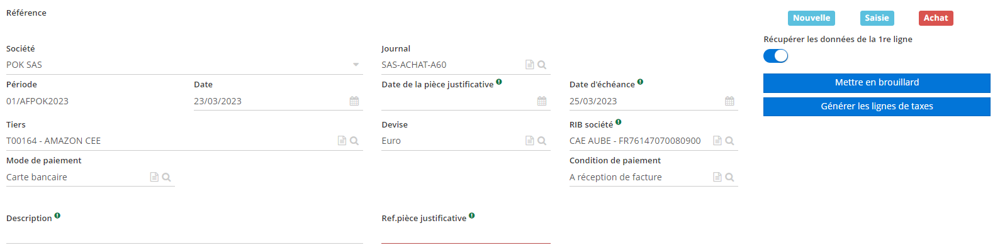 Référence
Nouvelle Saisie Achat
Récupérer les données de la 1re ligne
Société Journal
POK SAS SAS-ACHAT-A60
Mettre en brouillard
Période Date Date de la pièce justificative Date d'échéance
01/AFPOK2023 23/03/2023 25/03/2023
Générer les lignes de taxes
Tiers Devise RIB société
T00164 - AMAZON CEE Euro CAE AUBE - FR76147070080900
Mode de paiement Condition de paiement
Carte bancaire A réception de facture
Description Ref.pièce justificative